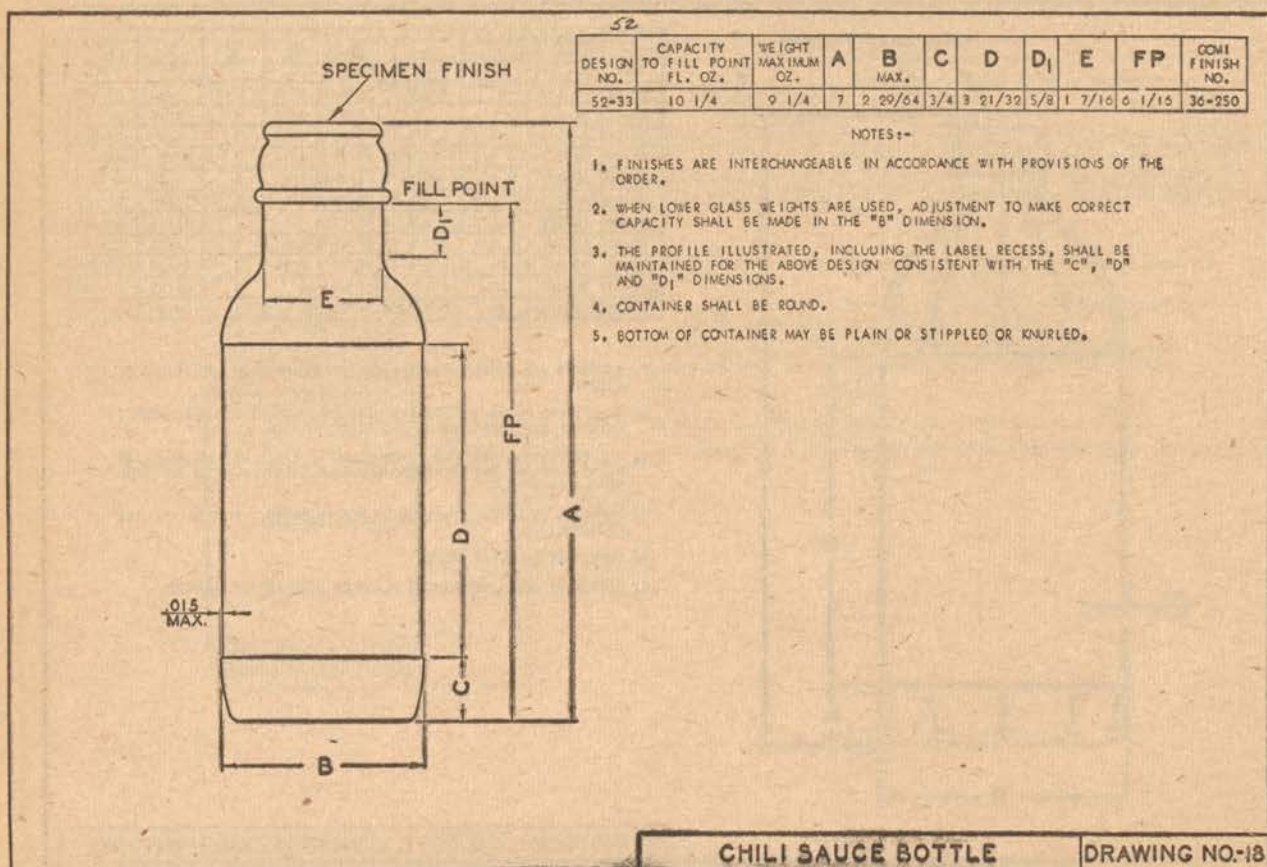 52
DESIGN NO. | CAPACITY TO FILL POINT FL. OZ. | WEIGHT MAXIMUM OZ. | A | B MAX. | C | D | D1 | E | FP | GCMI FINISH NO.
52-33 | 10 1/4 | 9 1/4 | 7 | 2 29/64 | 3/4 | 3 21/32 | 5/8 | 1 7/16 | 6 1/16 | 36-250
NOTES:-
1. FINISHES ARE INTERCHANGEABLE IN ACCORDANCE WITH PROVISIONS OF THE
ORDER.
2. WHEN LOWER GLASS WEIGHTS ARE USED, ADJUSTMENT TO MAKE CORRECT
CAPACITY SHALL BE MADE IN THE "B" DIMENSION.
3. THE PROFILE ILLUSTRATED, INCLUDING THE LABEL RECESS, SHALL BE
MAINTAINED FOR THE ABOVE DESIGN CONSISTENT WITH THE "C", "D"
AND "D1" DIMENSIONS.
4. CONTAINER SHALL BE ROUND.
5. BOTTOM OF CONTAINER MAY BE PLAIN OR STIPPLED OR KNURLED.
SPECIMEN FINISH
FILL POINT
D1
E
FP
A
D
.015
MAX.
C
B
CHILI SAUCE BOTTLE
DRAWING NO.-18